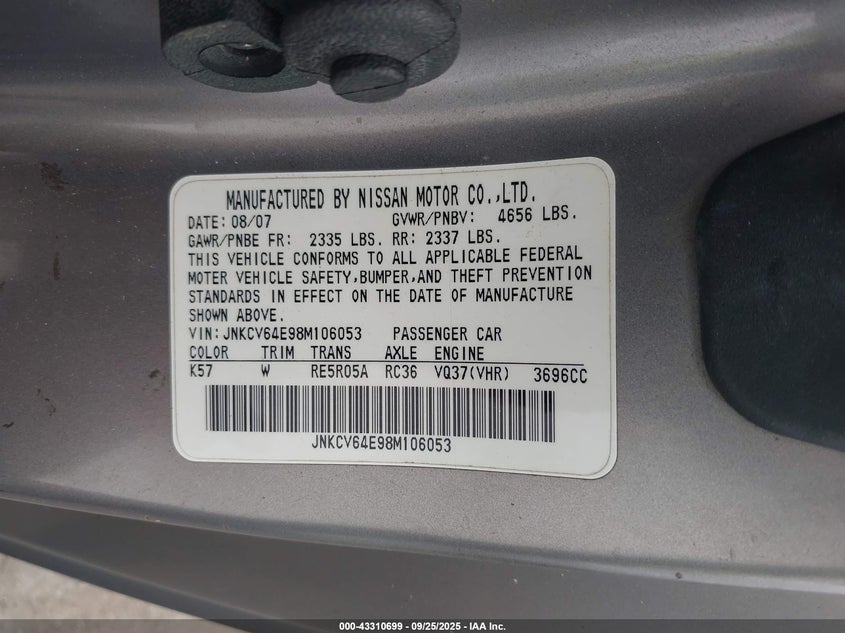 MANUFACTURED BY NISSAN MOTOR CO.,LTD.
DATE: 08/07 GVWR/PNBV: 4656 LBS.
GAWR/PNBE FR: 2335 LBS. RR: 2337 LBS.
THIS VEHICLE CONFORMS TO ALL APPLICABLE FEDERAL
MOTER VEHICLE SAFETY,BUMPER,AND THEFT PREVENTION
STANDARDS IN EFFECT ON THE DATE OF MANUFACTURE
SHOWN ABOVE.
VIN: JNKCV64E98M106053 PASSENGER CAR
COLOR TRIM TRANS AXLE ENGINE
K57 W RE5R05A RC36 VQ37(VHR) 3696CC
JNKCV64E98M106053
000-43310699 - 09/25/2025 - IAA Inc.